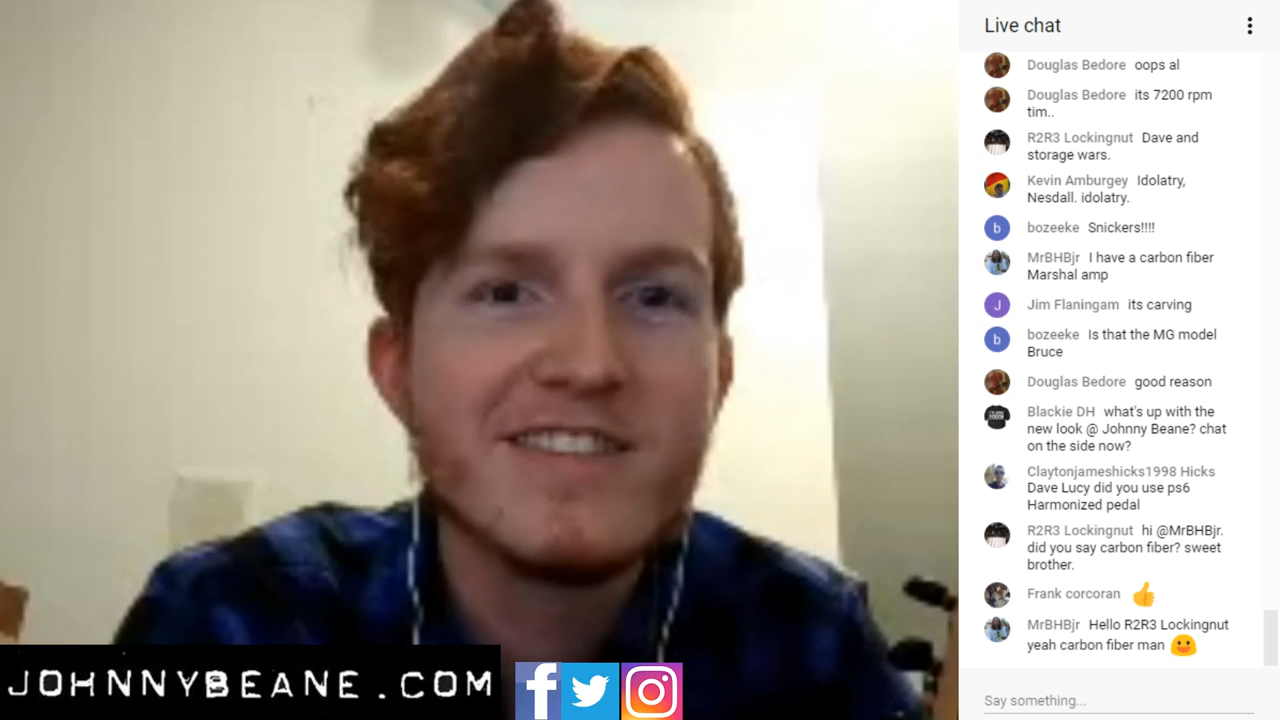 Live chat
Douglas Bedore oops al
Douglas Bedore its 7200 rpm
tim..
R2R3 Lockingnut Dave and
storage wars.
Kevin Amburgey Idolatry,
Nesdall. idolatry.
b
bozeeke Snickers!!!!
MrBHBjr I have a carbon fiber
Marshal amp
J
Jim Flaningam its carving
b
bozeeke Is that the MG model
Bruce
Douglas Bedore good reason
Blackie DH what's up with the
new look @ Johnny Beane? chat
on the side now?
Claytonjameshicks1998 Hicks
Dave Lucy did you use ps6
Harmonized pedal
R2R3 Lockingnut hi @MrBHBjr.
did you say carbon fiber? sweet
brother.
Frank corcoran 👍
MrBHBjr Hello R2R3 Lockingnut
yeah carbon fiber man 😃
Say something...
JOHNNYBEANE.COM
f